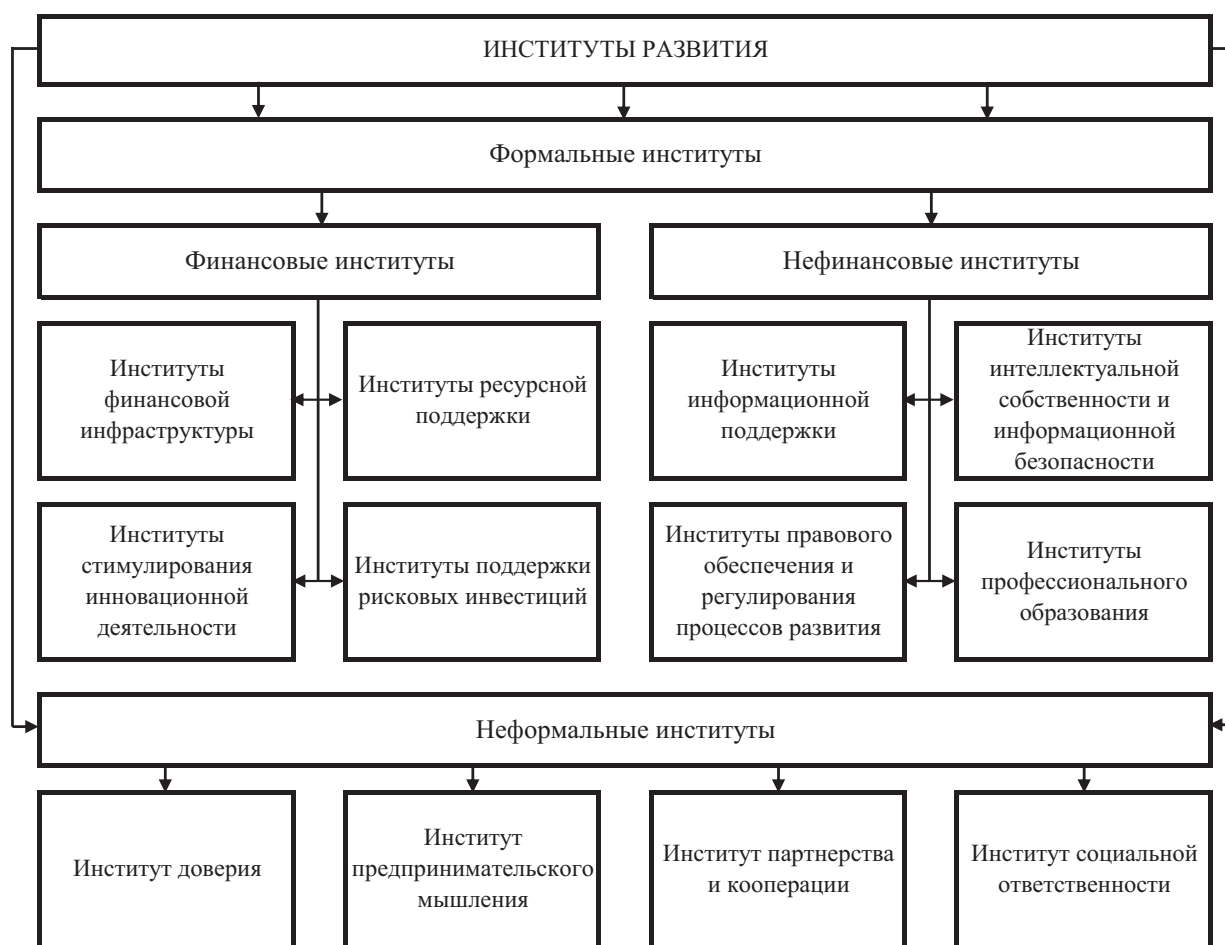 ИНСТИТУТЫ РАЗВИТИЯ
Формальные институты
Финансовые институты
Нефинансовые институты
Институты
финансовой
инфраструктуры
Институты ресурсной
поддержки
Институты
информационной
поддержки
Институты
интеллектуальной
собственности и
информационной
безопасности
Институты
стимулирования
инновационной
деятельности
Институты поддержки
рисковых инвестиций
Институты правового
обеспечения и
регулирования
процессов развития
Институты
профессионального
образования
Неформальные институты
Институт доверия
Институт
предпринимательского
мышления
Институт партнерства
и кооперации
Институт социальной
ответственности